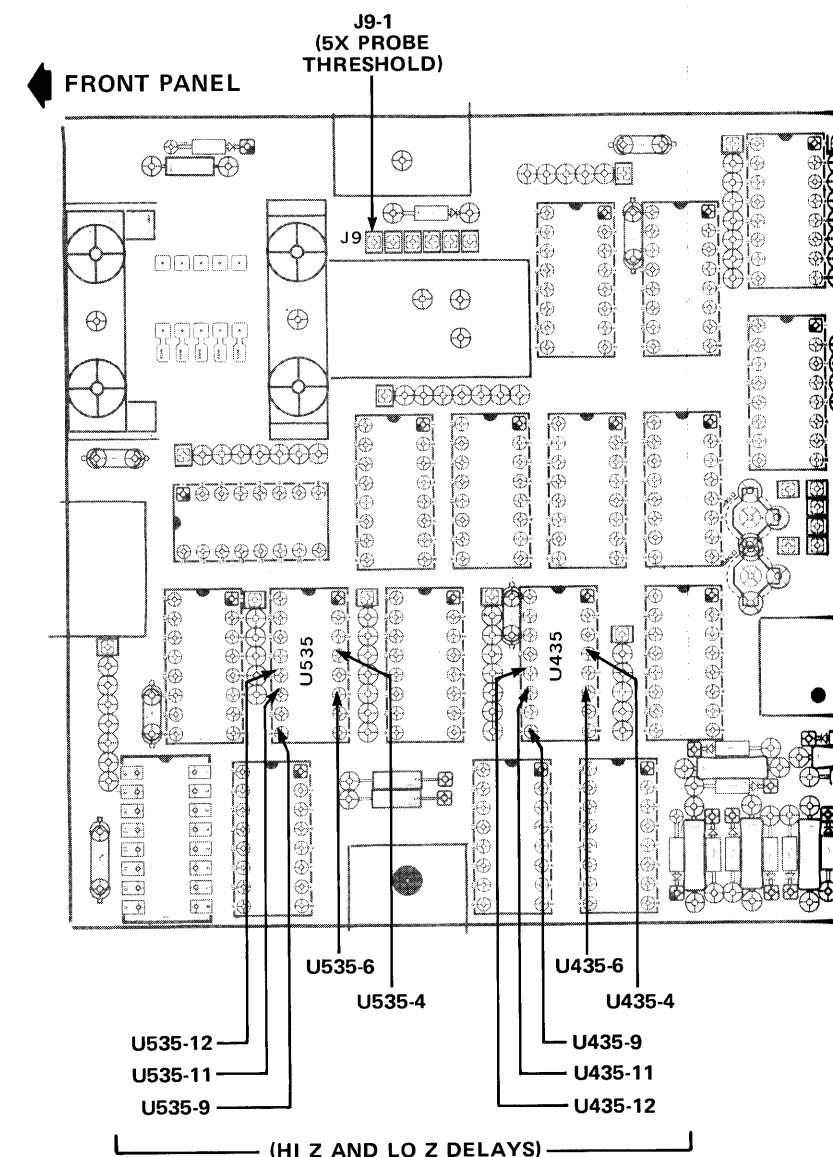 J9-1
(5X PROBE
THRESHOLD)
FRONT PANEL
J9
U535
U435
U535-6
U435-6
U535-4
U435-4
U535-12
U435-9
U535-11
U435-11
U535-9
U435-12
(HI Z AND LO Z DELAYS)